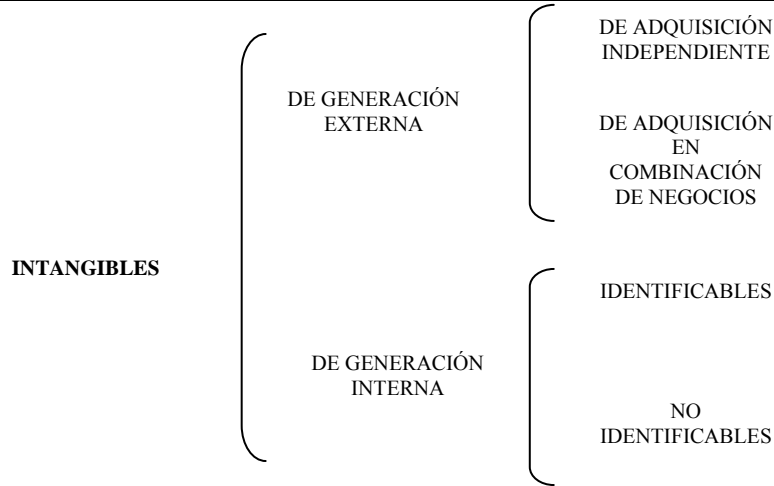 INTANGIBLES
DE GENERACIÓN
EXTERNA
DE ADQUISICIÓN
INDEPENDIENTE
DE ADQUISICIÓN
EN
COMBINACIÓN
DE NEGOCIOS
DE GENERACIÓN
INTERNA
IDENTIFICABLES
NO
IDENTIFICABLES